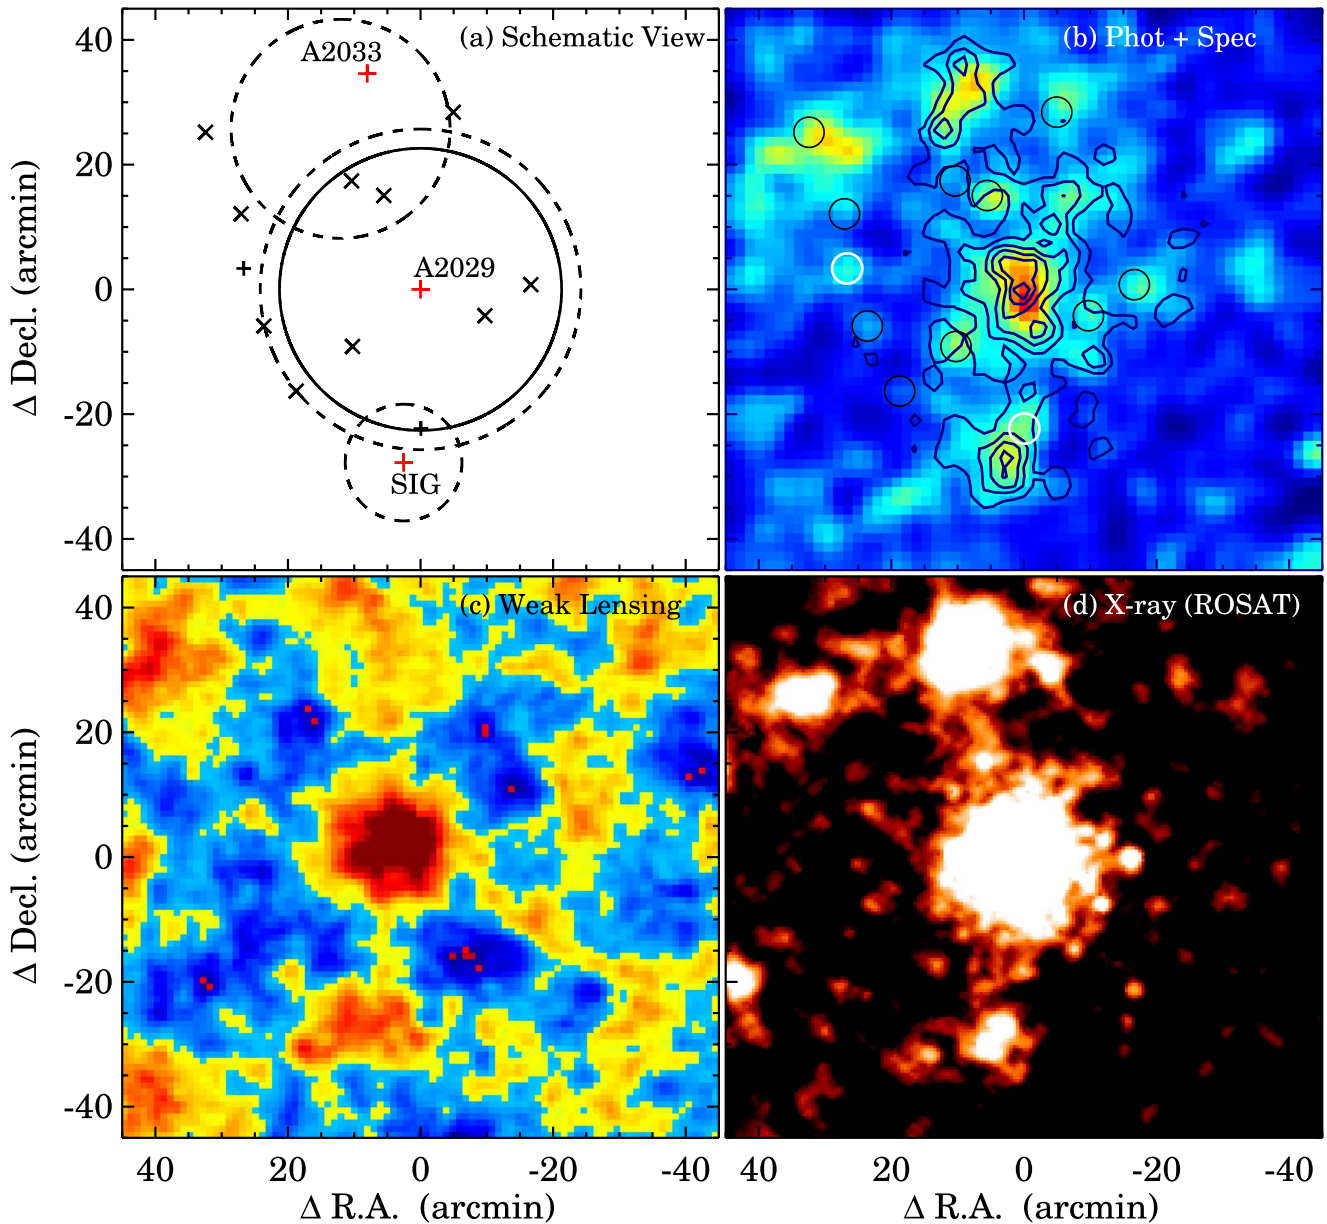 (a) Schematic View
A2033
A2029
SIG
40
20
0
-20
-40
Δ Decl. (arcmin)
(b) Phot + Spec
(c) Weak Lensing
40
20
0
-20
-40
Δ Decl. (arcmin)
40 20 0 -20 -40
Δ R.A. (arcmin)
(d) X-ray (ROSAT)
40 20 0 -20 -40
Δ R.A. (arcmin)